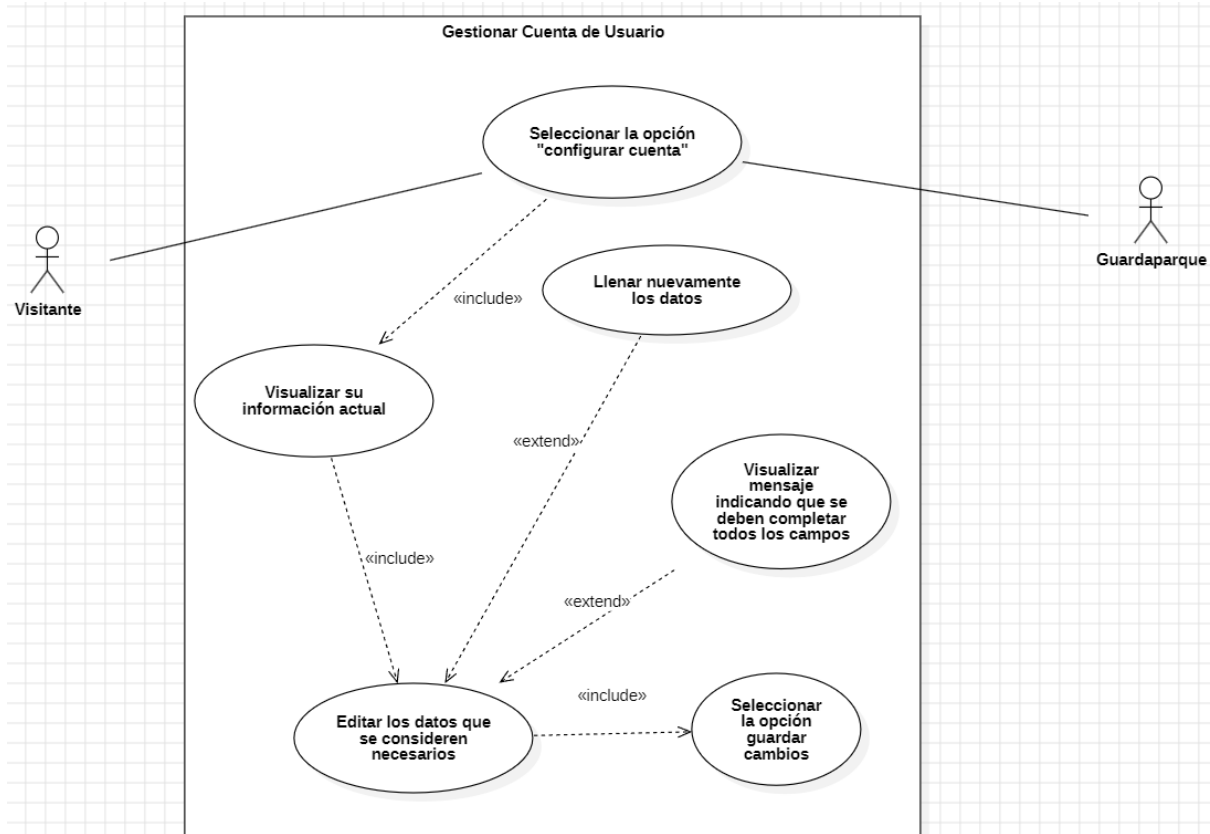 Gestionar Cuenta de Usuario
Seleccionar la opción
"configurar cuenta"
Visitante
Guardaparque
«include»
Llenar nuevamente
los datos
Visualizar su
información actual
«extend»
Visualizar
mensaje
indicando que se
deben completar
todos los campos
«include»
«extend»
Editar los datos que
se consideren
necesarios
«include»
Seleccionar
la opción
guardar
cambios